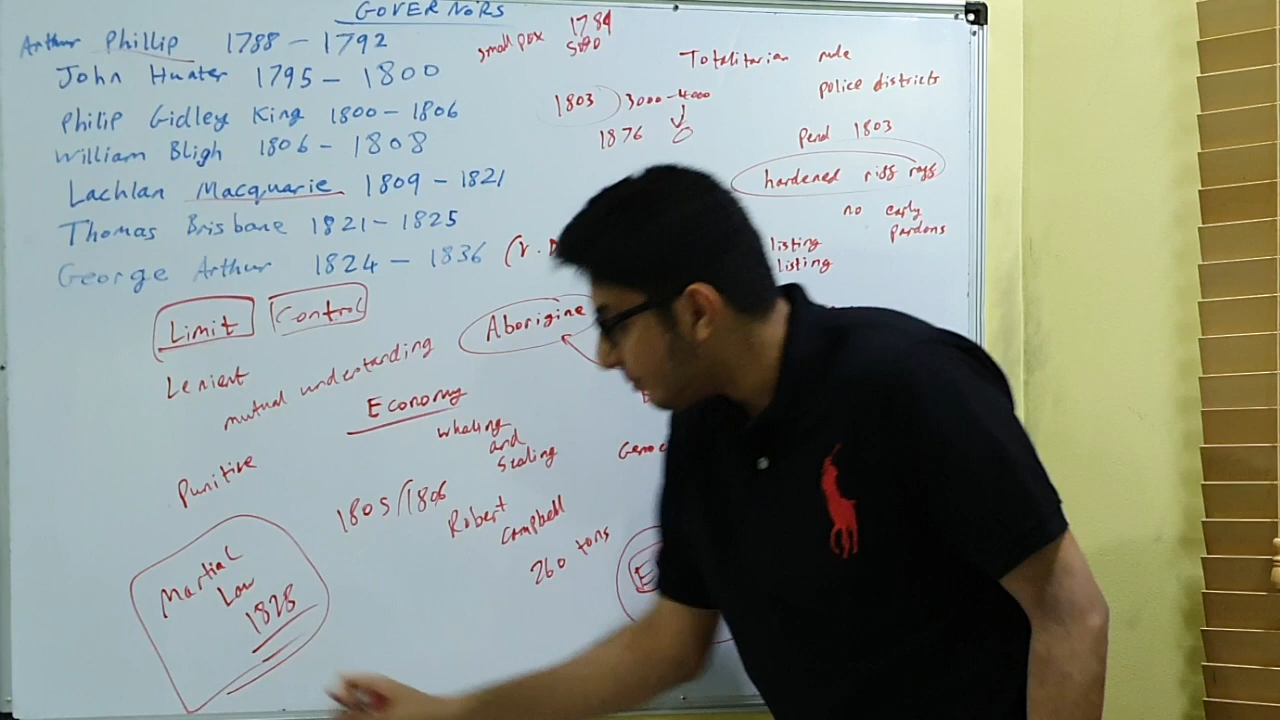 GOVERNORS
Arthur Phillip 1788 - 1792
John Hunter 1795 - 1800
Philip Gidley King 1800 - 1806
William Bligh 1806 - 1808
Lachlan Macquarie 1809 - 1821
Thomas Brisbane 1821 - 1825
George Arthur 1824 - 1836 (V. D
small pox
1803 3000 - 4000
1876 0
Totalitarian rule
police districts
Penal 1803
hardened riff raff
no early
pardons
listing
listing
Limit Control
Aborigine
Lenient
mutual understanding
Economy
whaling
and
Sealing
Punitive
1805/1806
Robert
Campbell
260 tons
Genoc
E
Martial
Law
1828